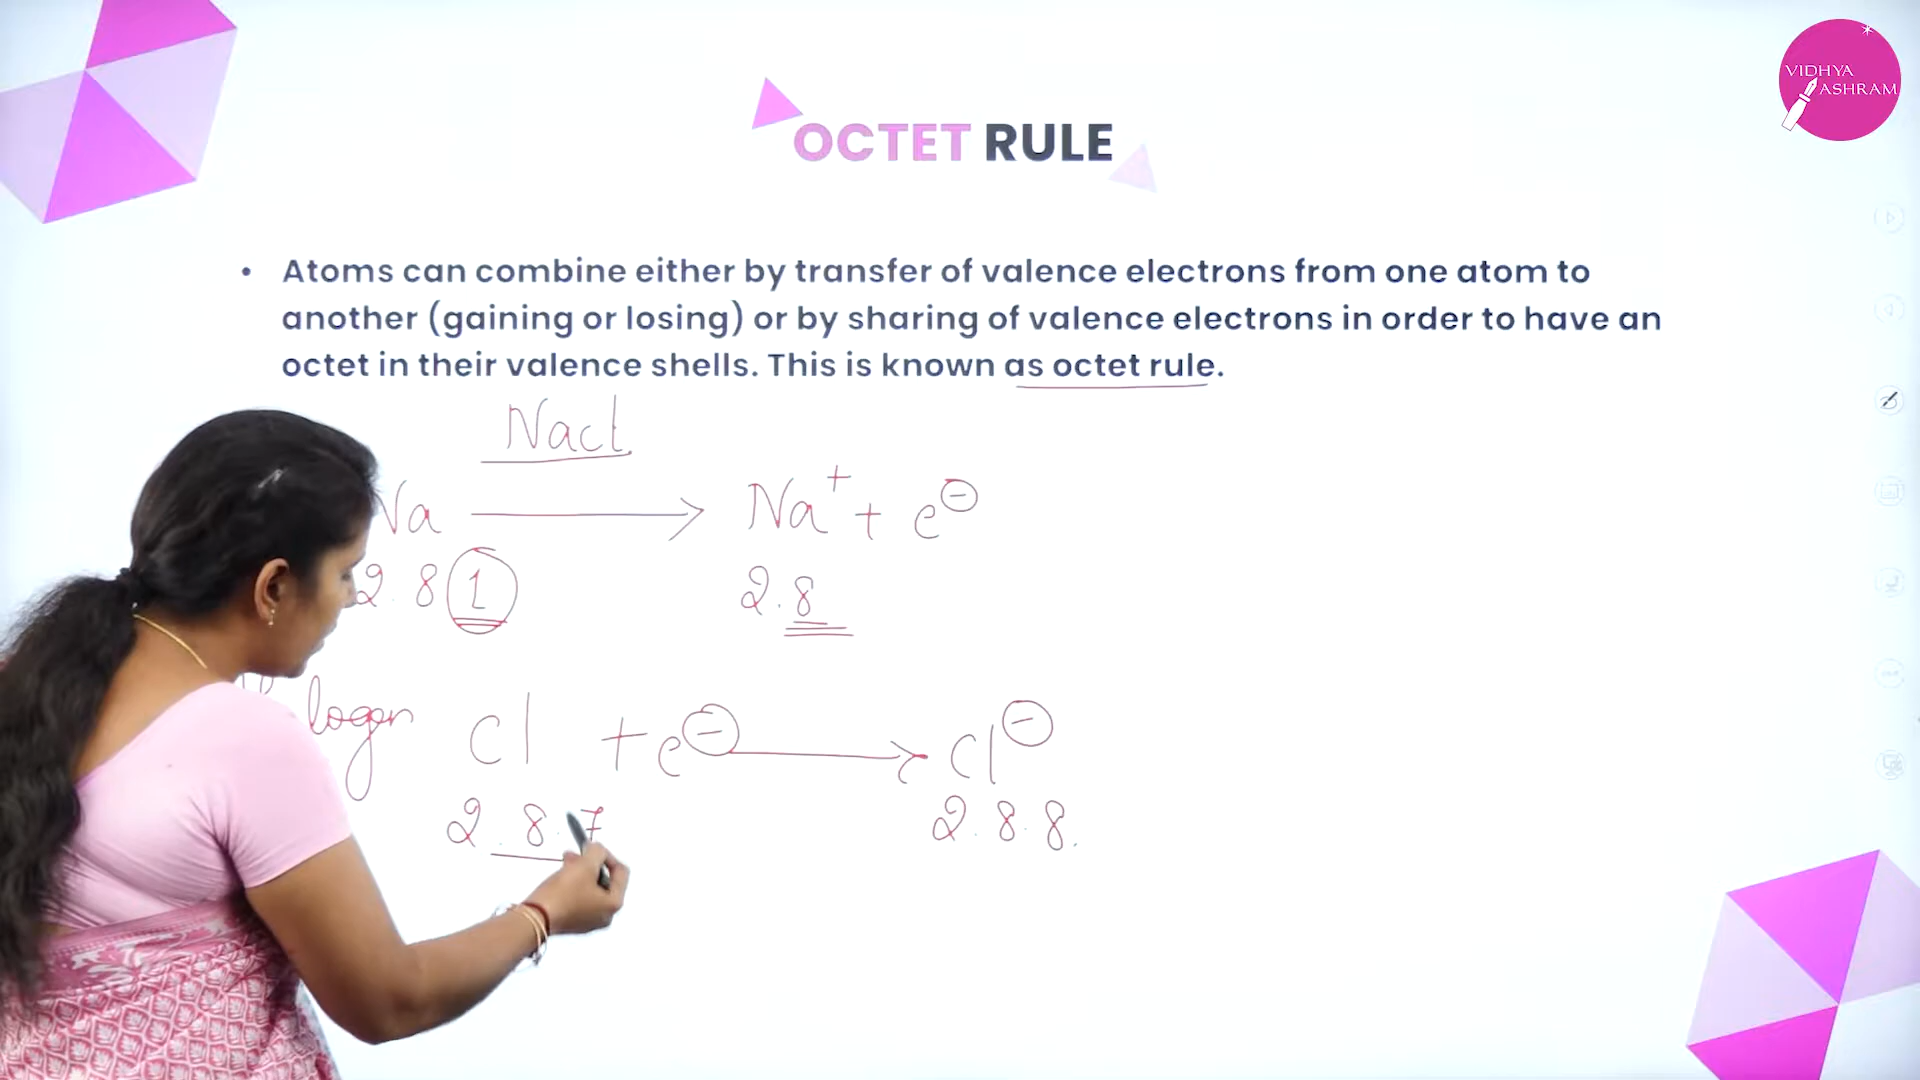 VIDHYA
ASHRAM
OCTET RULE
• Atoms can combine either by transfer of valence electrons from one atom to
another (gaining or losing) or by sharing of valence electrons in order to have an
octet in their valence shells. This is known as octet rule.
Nacl
Na ⟶ Na⁺ + e⊖
2. 8 1 2.8
logen Cl + e⊖ ⟶ Cl⊖
2. 8. 7 2. 8. 8.